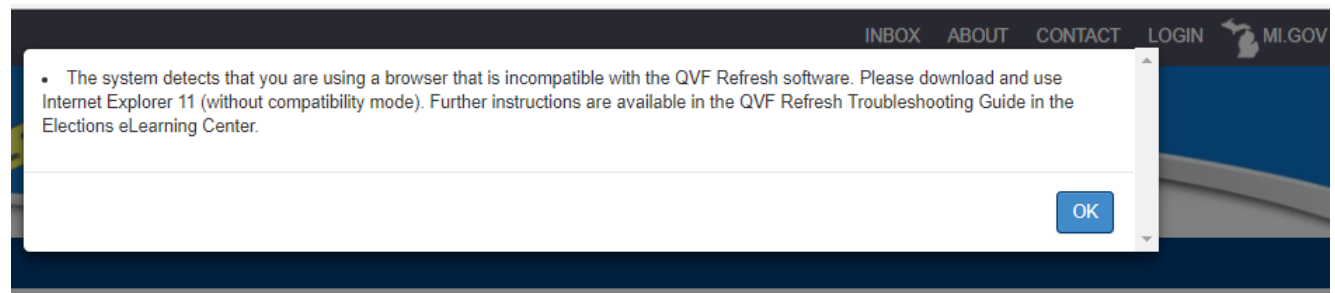 INBOX ABOUT CONTACT LOGIN MI.GOV
• The system detects that you are using a browser that is incompatible with the QVF Refresh software. Please download and use
Internet Explorer 11 (without compatibility mode). Further instructions are available in the QVF Refresh Troubleshooting Guide in the
Elections eLearning Center.
OK